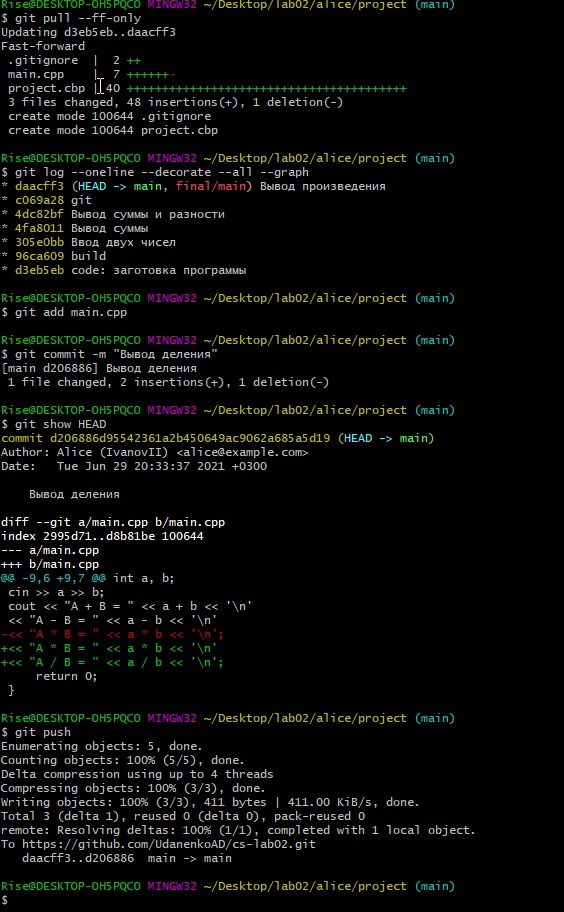 Rise@DESKTOP-OH5PQCO MINGW32 ~/Desktop/lab02/alice/project (main)
$ git pull --ff-only
Updating d3eb5eb..daacff3
Fast-forward
 .gitignore  |  2 ++
 main.cpp    |  7 ++++++-
 project.cbp | 40 ++++++++++++++++++++++++++++++++++++++++
 3 files changed, 48 insertions(+), 1 deletion(-)
 create mode 100644 .gitignore
 create mode 100644 project.cbp

Rise@DESKTOP-OH5PQCO MINGW32 ~/Desktop/lab02/alice/project (main)
$ git log --oneline --decorate --all --graph
* daacff3 (HEAD -> main, final/main) Вывод произведения
* c069a28 git
* 4dc82bf Вывод суммы и разности
* 4fa8011 Вывод суммы
* 305e0bb Ввод двух чисел
* 96ca609 build
* d3eb5eb code: заготовка программы

Rise@DESKTOP-OH5PQCO MINGW32 ~/Desktop/lab02/alice/project (main)
$ git add main.cpp

Rise@DESKTOP-OH5PQCO MINGW32 ~/Desktop/lab02/alice/project (main)
$ git commit -m "Вывод деления"
[main d206886] Вывод деления
 1 file changed, 2 insertions(+), 1 deletion(-)

Rise@DESKTOP-OH5PQCO MINGW32 ~/Desktop/lab02/alice/project (main)
$ git show HEAD
commit d206886d95542361a2b450649ac9062a685a5d19 (HEAD -> main)
Author: Alice (IvanovII) <alice@example.com>
Date:   Tue Jun 29 20:33:37 2021 +0300

    Вывод деления

diff --git a/main.cpp b/main.cpp
index 2995d71..d8b81be 100644
--- a/main.cpp
+++ b/main.cpp
@@ -9,6 +9,7 @@ int a, b;
 cin >> a >> b;
 cout << "A + B = " << a + b << '\n'
 << "A - B = " << a - b << '\n'
-<< "A * B = " << a * b << '\n';
+<< "A * B = " << a * b << '\n'
+<< "A / B = " << a / b << '\n';
     return 0;
 }

Rise@DESKTOP-OH5PQCO MINGW32 ~/Desktop/lab02/alice/project (main)
$ git push
Enumerating objects: 5, done.
Counting objects: 100% (5/5), done.
Delta compression using up to 4 threads
Compressing objects: 100% (3/3), done.
Writing objects: 100% (3/3), 411 bytes | 411.00 KiB/s, done.
Total 3 (delta 1), reused 0 (delta 0), pack-reused 0
remote: Resolving deltas: 100% (1/1), completed with 1 local object.
To https://github.com/UdanenkoAD/cs-lab02.git
   daacff3..d206886  main -> main

Rise@DESKTOP-OH5PQCO MINGW32 ~/Desktop/lab02/alice/project (main)
$